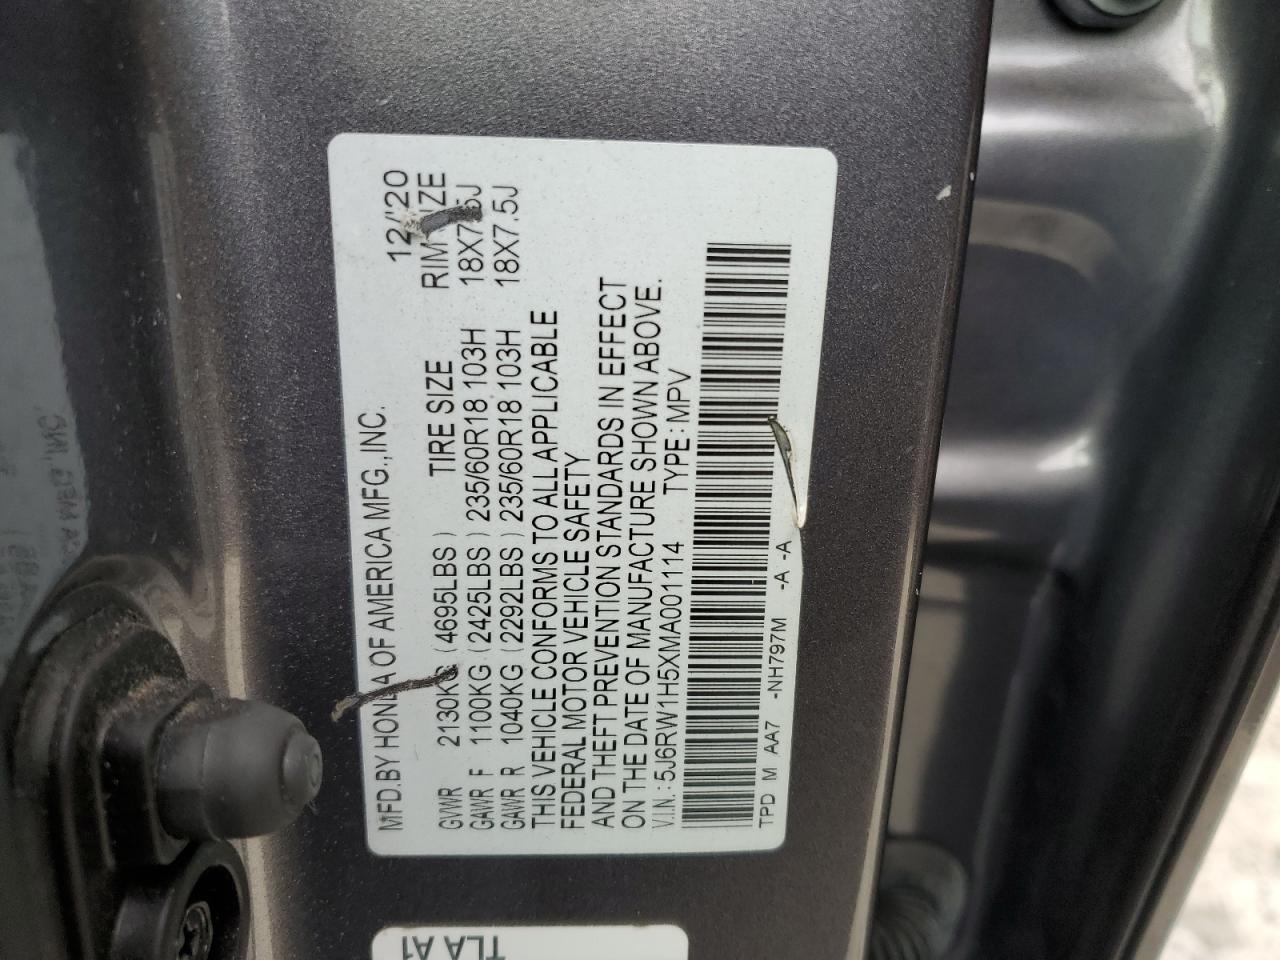 MFD.BY HONDA OF AMERICA MFG.,INC. 12/'20
TIRE SIZE RIM SIZE
GVWR 2130KG (4695LBS)
GAWR F 1100KG (2425LBS) 235/60R18 103H 18X7.5J
GAWR R 1040KG (2292LBS) 235/60R18 103H 18X7.5J
THIS VEHICLE CONFORMS TO ALL APPLICABLE
FEDERAL MOTOR VEHICLE SAFETY
AND THEFT PREVENTION STANDARDS IN EFFECT
ON THE DATE OF MANUFACTURE SHOWN ABOVE.
V.I.N.: 5J6RW1H5XMA001114 TYPE: MPV
TPD M AA7 -NH797M -A -A
TLA A1